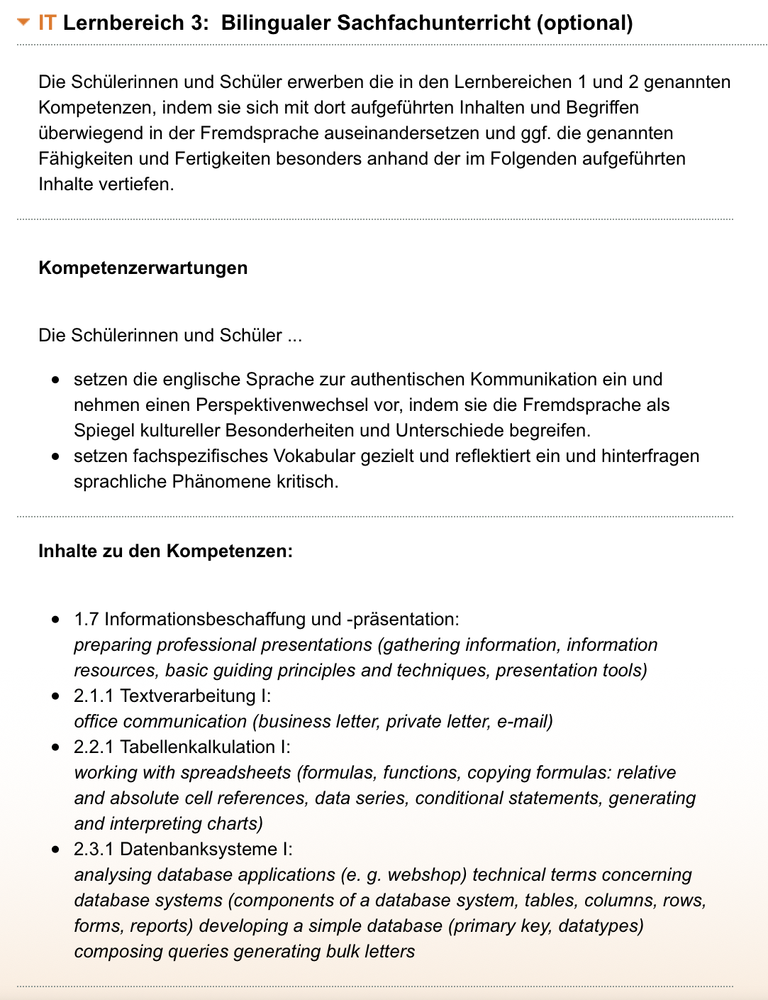 IT Lernbereich 3:  Bilingualer Sachfachunterricht (optional)
Die Schülerinnen und Schüler erwerben die in den Lernbereichen 1 und 2 genannten
Kompetenzen, indem sie sich mit dort aufgeführten Inhalten und Begriffen
überwiegend in der Fremdsprache auseinandersetzen und ggf. die genannten
Fähigkeiten und Fertigkeiten besonders anhand der im Folgenden aufgeführten
Inhalte vertiefen.
Kompetenzerwartungen
Die Schülerinnen und Schüler ...
• setzen die englische Sprache zur authentischen Kommunikation ein und
nehmen einen Perspektivenwechsel vor, indem sie die Fremdsprache als
Spiegel kultureller Besonderheiten und Unterschiede begreifen.
• setzen fachspezifisches Vokabular gezielt und reflektiert ein und hinterfragen
sprachliche Phänomene kritisch.
Inhalte zu den Kompetenzen:
• 1.7 Informationsbeschaffung und -präsentation:
preparing professional presentations (gathering information, information
resources, basic guiding principles and techniques, presentation tools)
• 2.1.1 Textverarbeitung I:
office communication (business letter, private letter, e-mail)
• 2.2.1 Tabellenkalkulation I:
working with spreadsheets (formulas, functions, copying formulas: relative
and absolute cell references, data series, conditional statements, generating
and interpreting charts)
• 2.3.1 Datenbanksysteme I:
analysing database applications (e. g. webshop) technical terms concerning
database systems (components of a database system, tables, columns, rows,
forms, reports) developing a simple database (primary key, datatypes)
composing queries generating bulk letters